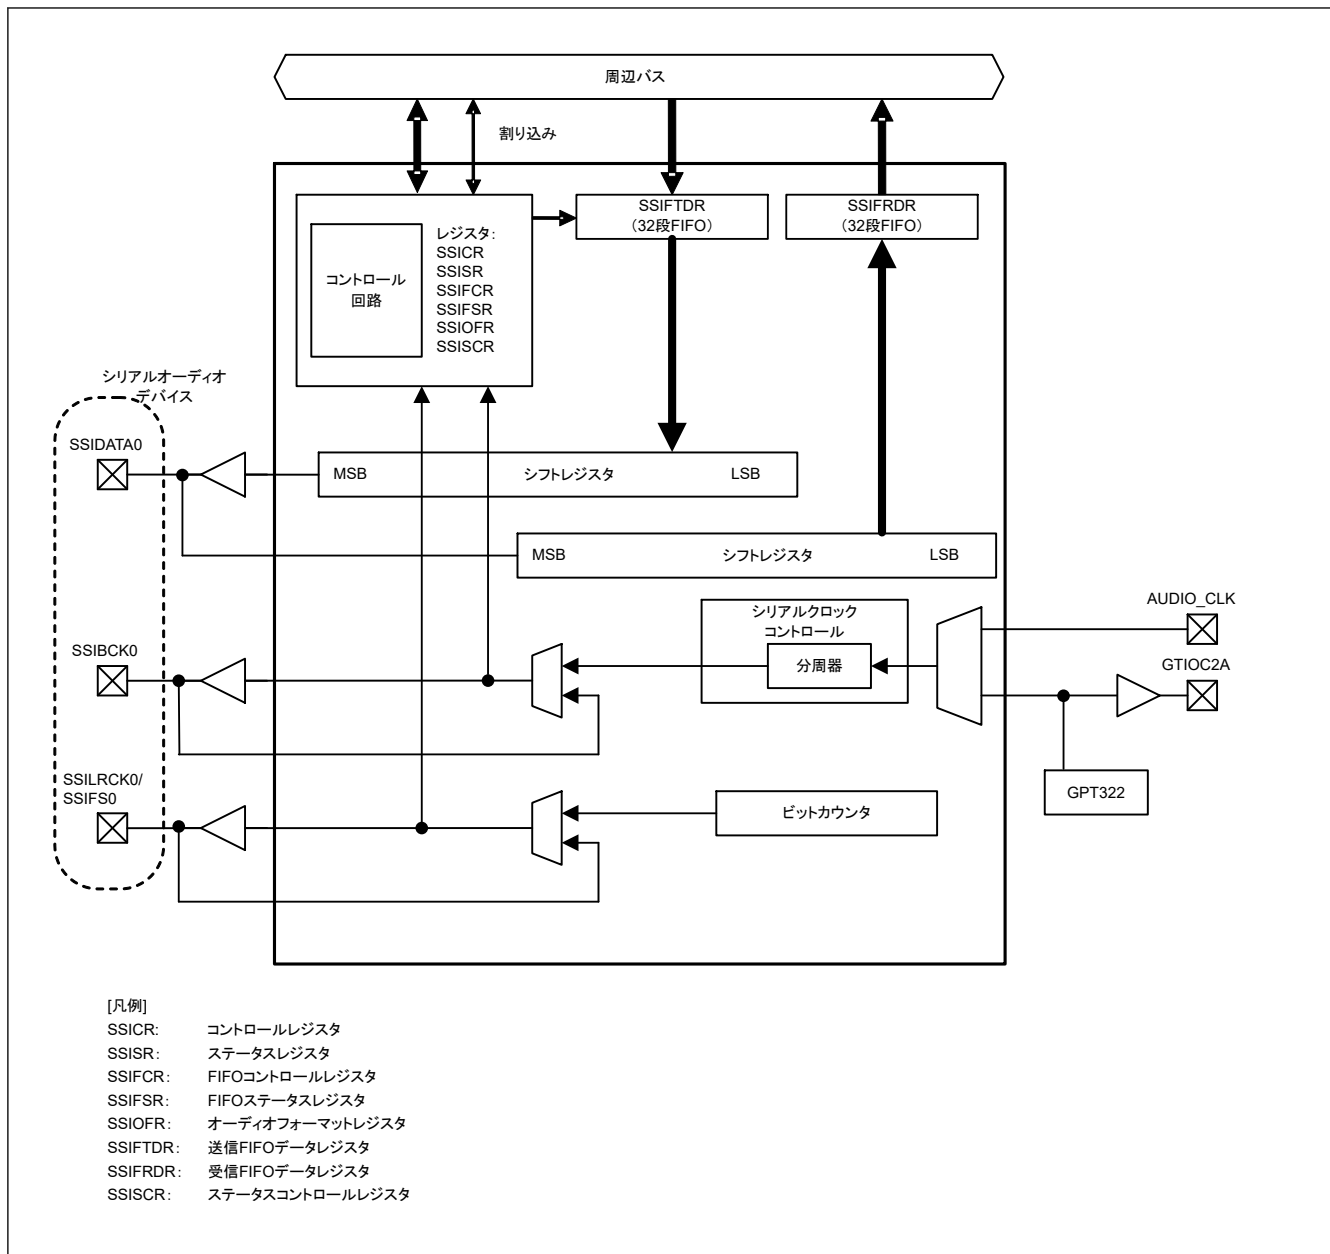 周辺バス
割り込み
SSIFTDR
(32段FIFO)
SSIFRDR
(32段FIFO)
コントロール
回路
レジスタ:
SSICR
SSISR
SSIFCR
SSIFSR
SSIOFR
SSISCR
シリアルオーディオ
デバイス
SSIDATA0
MSB シフトレジスタ LSB
MSB シフトレジスタ LSB
シリアルクロック
コントロール
分周器
AUDIO_CLK
GTIOC2A
SSIBCK0
GPT322
SSILRCK0/
SSIFS0
ビットカウンタ
[凡例]
SSICR: コントロールレジスタ
SSISR: ステータスレジスタ
SSIFCR: FIFOコントロールレジスタ
SSIFSR: FIFOステータスレジスタ
SSIOFR: オーディオフォーマットレジスタ
SSIFTDR: 送信FIFOデータレジスタ
SSIFRDR: 受信FIFOデータレジスタ
SSISCR: ステータスコントロールレジスタ